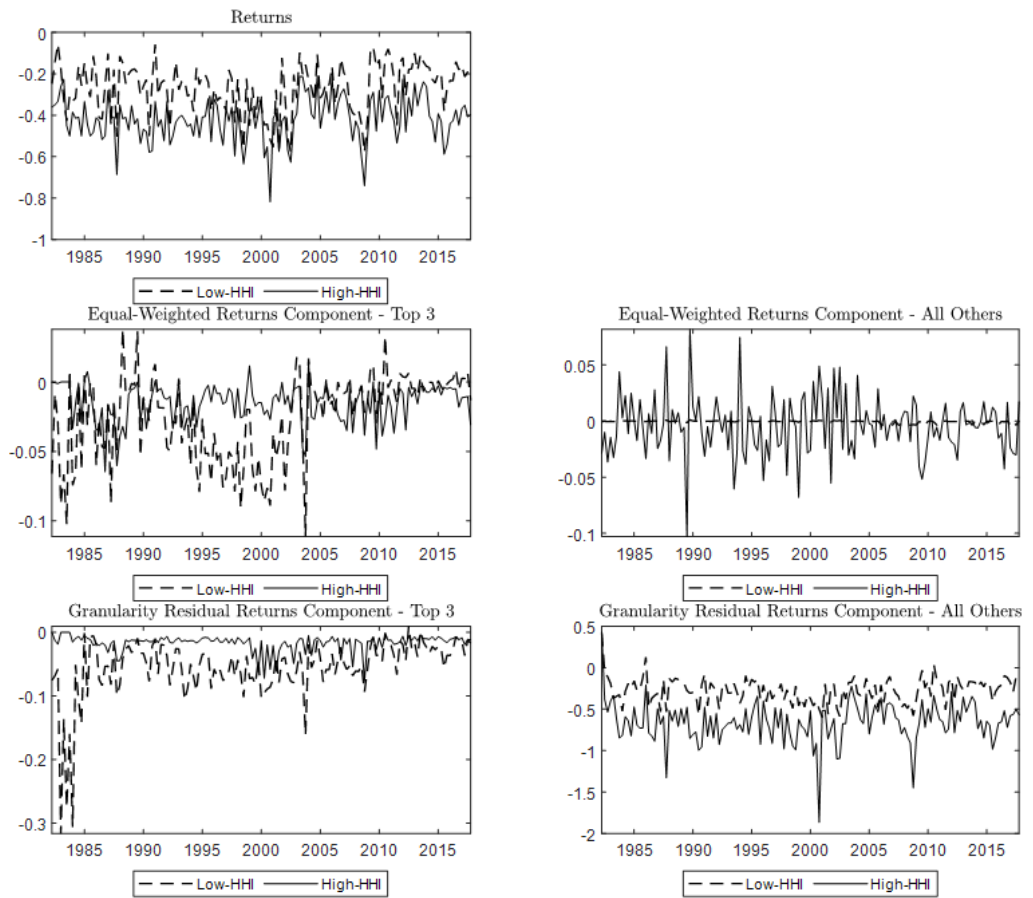 Returns
0
-0.2
-0.4
-0.6
-0.8
-1
1985 1990 1995 2000 2005 2010 2015
Low-HHI High-HHI
Equal-Weighted Returns Component - Top 3
0
-0.05
-0.1
1985 1990 1995 2000 2005 2010 2015
Low-HHI High-HHI
Equal-Weighted Returns Component - All Others
0.05
0
-0.05
-0.1
1985 1990 1995 2000 2005 2010 2015
Low-HHI High-HHI
Granularity Residual Returns Component - Top 3
0
-0.1
-0.2
-0.3
1985 1990 1995 2000 2005 2010 2015
Low-HHI High-HHI
Granularity Residual Returns Component - All Others
0.5
0
-0.5
-1
-1.5
-2
1985 1990 1995 2000 2005 2010 2015
Low-HHI High-HHI